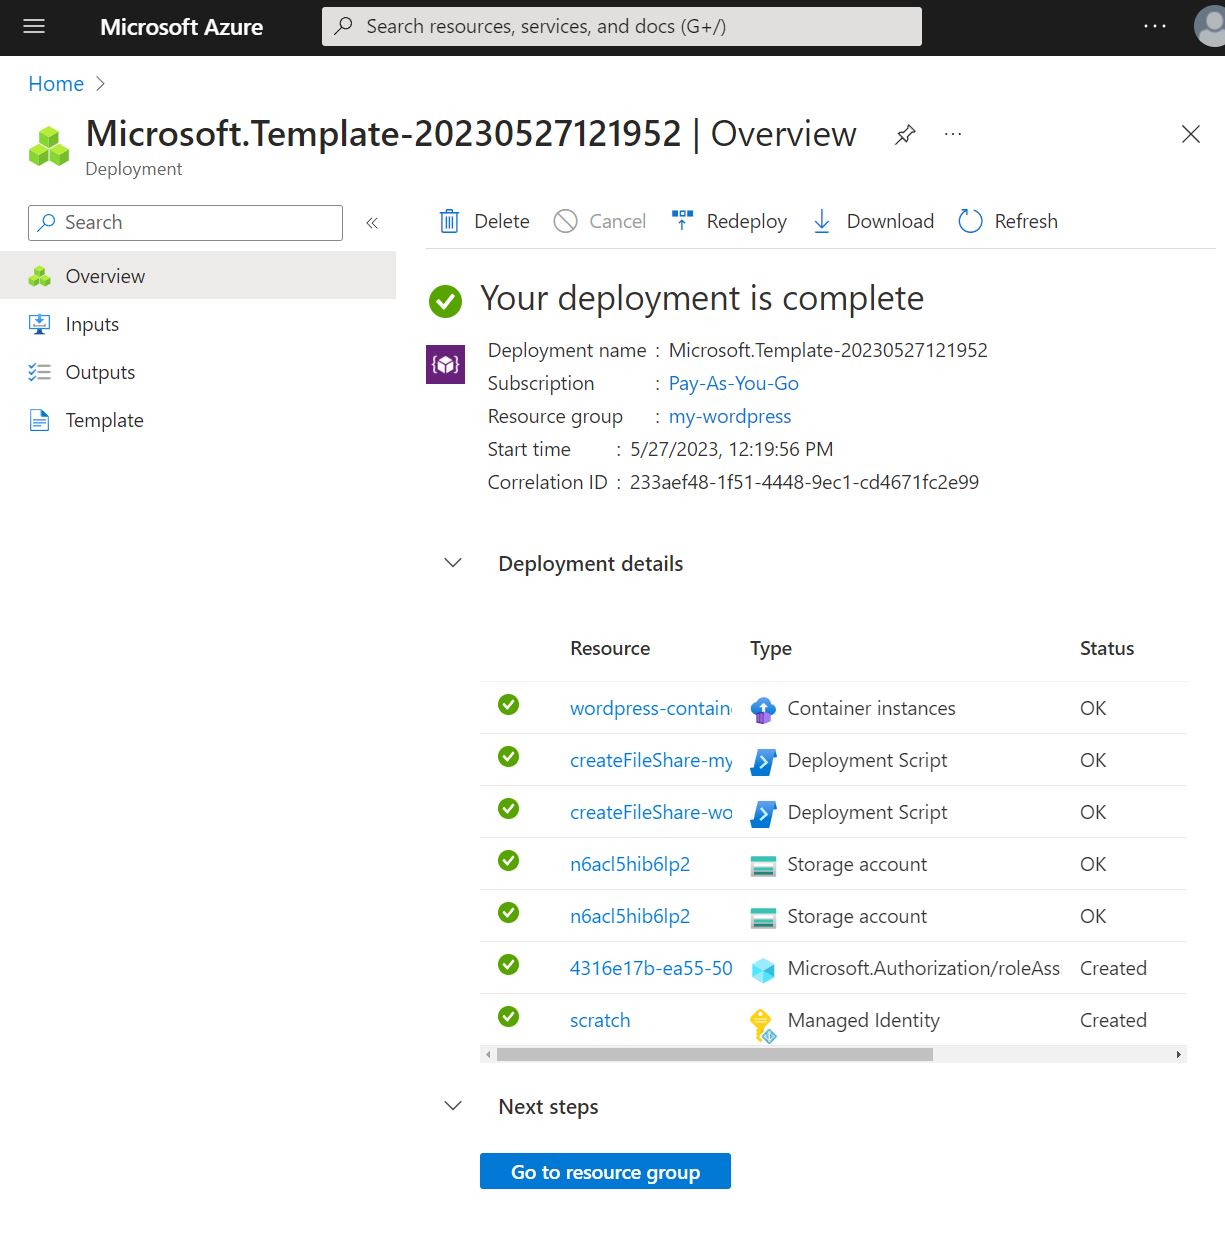 Microsoft Azure
Search resources, services, and docs (G+/)
Home
Microsoft.Template-20230527121952 | Overview
Deployment
Search
Delete Cancel Redeploy Download Refresh
Overview
Inputs
Outputs
Template
Your deployment is complete
Deployment name : Microsoft.Template-20230527121952
Subscription : Pay-As-You-Go
Resource group : my-wordpress
Start time : 5/27/2023, 12:19:56 PM
Correlation ID : 233aef48-1f51-4448-9ec1-cd4671fc2e99
Deployment details
Resource Type Status
wordpress-contain Container instances OK
createFileShare-my Deployment Script OK
createFileShare-wo Deployment Script OK
n6acl5hib6lp2 Storage account OK
n6acl5hib6lp2 Storage account OK
4316e17b-ea55-50 Microsoft.Authorization/roleAss Created
scratch Managed Identity Created
Next steps
Go to resource group